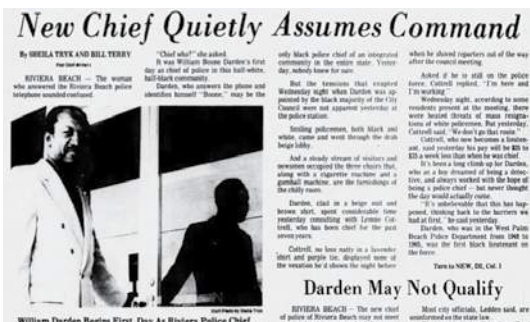 New Chief Quietly Assumes Command
By SHEILA TRYK AND BILL TERRY
RIVIERA BEACH — The woman
who answered the Riviera Beach police
telephone sounded confused.
"Chief who?" she asked.
It was William Boone Darden's first
day as chief of police in this half-white,
half-black community.
Darden, who answers the phone and
identifies himself "Boone," may be the
only black police chief of an integrated
community in the entire state. Yester-
day, nobody knew for sure.
But the tensions that erupted
Wednesday night when Darden was ap-
pointed by the black majority of the City
Council were not apparent yesterday at
the police station.
Smiling policemen, both black and
white, came and went through the drab
beige lobby.
And a steady stream of visitors and
newsmen occupied the three chairs that,
along with a cigarette machine and a
gumball machine, are the furnishings of
the chilly room.
Darden, clad in a beige suit and
brown shirt, spent considerable time
yesterday consulting with
Cottrell, who has been chief for the past
seven years.
Cottrell, no less natty in a lavender
shirt and purple tie, displayed none of
the vexation he'd shown the night before
when he shoved reporters out of the way
after the council meeting.
Asked if he is still on the police
force, Cottrell replied, "I'm here and
I'm working."
Wednesday night, according to some
residents present at the meeting, there
were heated threats of mass resigna-
tions of white policemen. But yesterday,
Cottrell said, "We don't go that route."
Cottrell, who now becomes a lieuten-
ant, said yesterday his pay will be
a week less than when he was chief.
It's been a long climb up for Darden,
who as a boy dreamed of being a detec-
tive, and always worked with the hope of
being a police chief — but never thought
the day would actually come.
"It's unbelievable that this has hap-
pened, thinking back to the barriers we
had at first," he said yesterday.
Darden, who was in the West Palm
Beach Police Department from 1948 to
was the first black lieutenant on
the force.
Turn to NEW,
William Darden Begins First Day As Riviera Police Chief
Darden May Not Qualify
RIVIERA BEACH — The new chief
of police of Riviera Beach may not meet
Most city officials, Ledden said, are
uninformed on the state law.